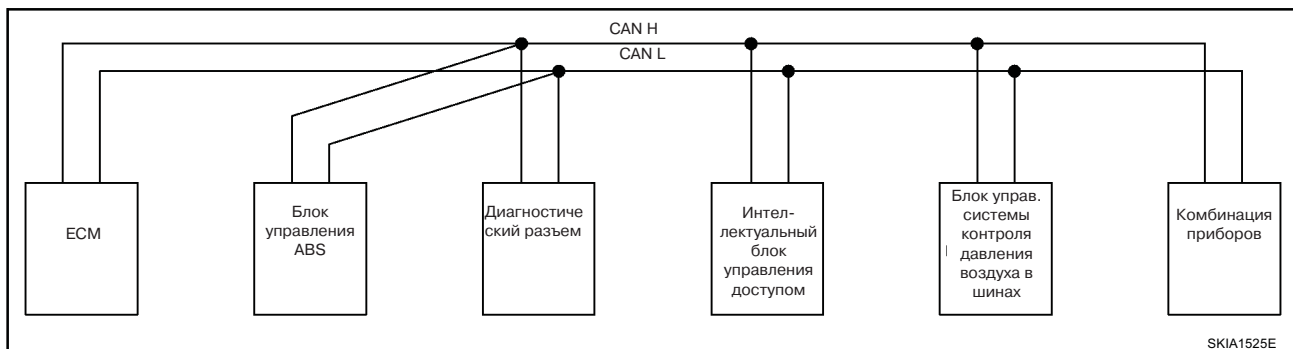 CAN H
CAN L
ECM
Блок
управления
ABS
Диагностиче
ский разъем
Интел-
лектуальный
блок
управления
доступом
Блок управ.
системы
контроля
давления
воздуха в
шинах
Комбинация
приборов
SKIA1525E